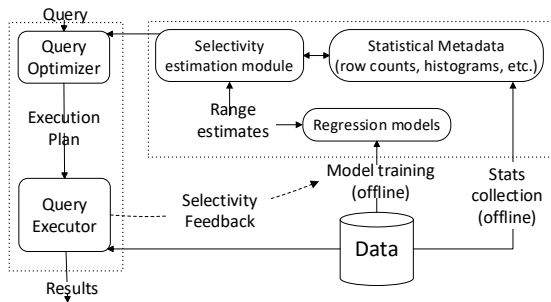 Query
Query
Optimizer
Selectivity
estimation module
Statistical Metadata
(row counts, histograms, etc.)
Execution
Plan
Range
estimates
Regression models
Query
Executor
Selectivity
Feedback
Model training
(offline)
Stats
collection
(offline)
Data
Results